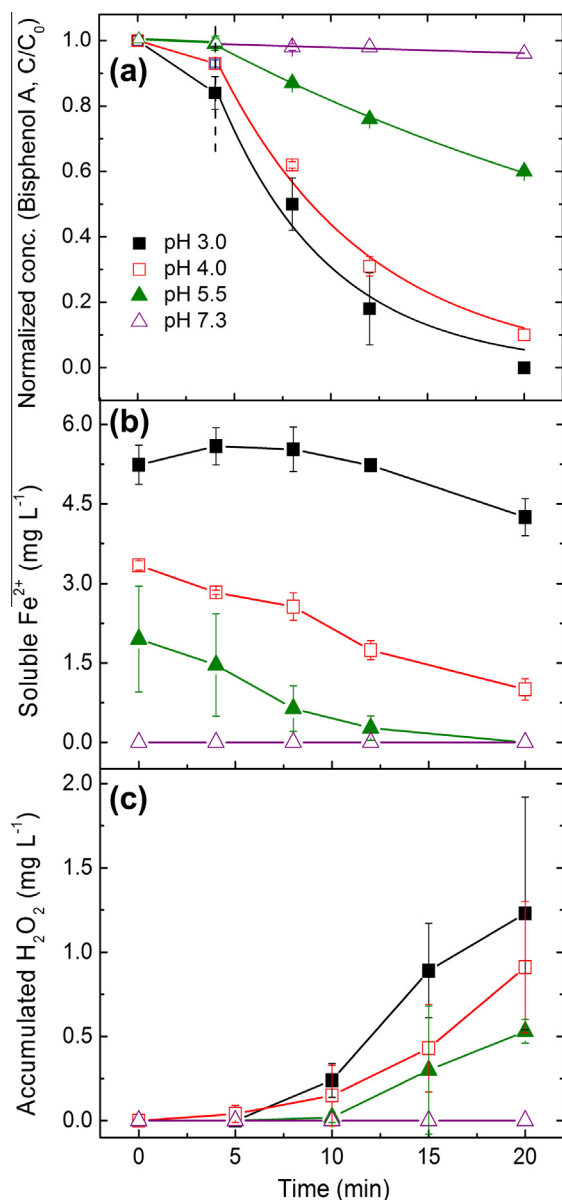 Normalized conc. (Bisphenol A, C/C₀)
1.0
0.8
0.6
0.4
0.2
0.0
(a)
pH 3.0
pH 4.0
pH 5.5
pH 7.3
Soluble Fe²⁺ (mg L⁻¹)
6.0
4.5
3.0
1.5
0.0
(b)
Accumulated H₂O₂ (mg L⁻¹)
2.0
1.5
1.0
0.5
0.0
(c)
0 5 10 15 20
Time (min)